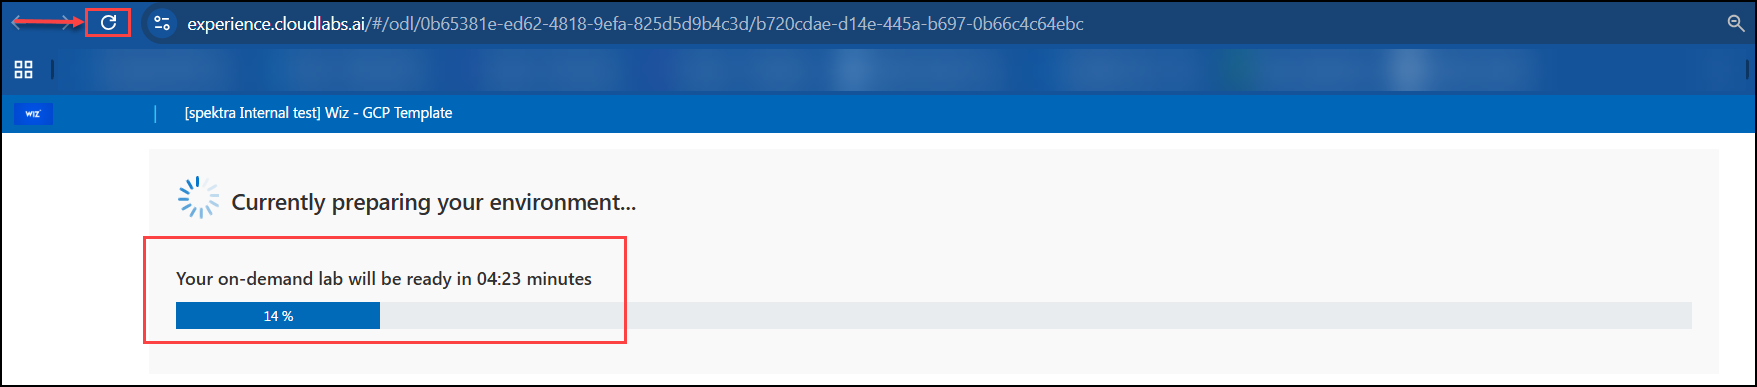 experience.cloudlabs.ai/#/odl/0b65381e-ed62-4818-9efa-825d5d9b4c3d/b720cdae-d14e-445a-b697-0b66c4c64ebc
WIZ
[spektra Internal test] Wiz - GCP Template
Currently preparing your environment...
Your on-demand lab will be ready in 04:23 minutes
14 %